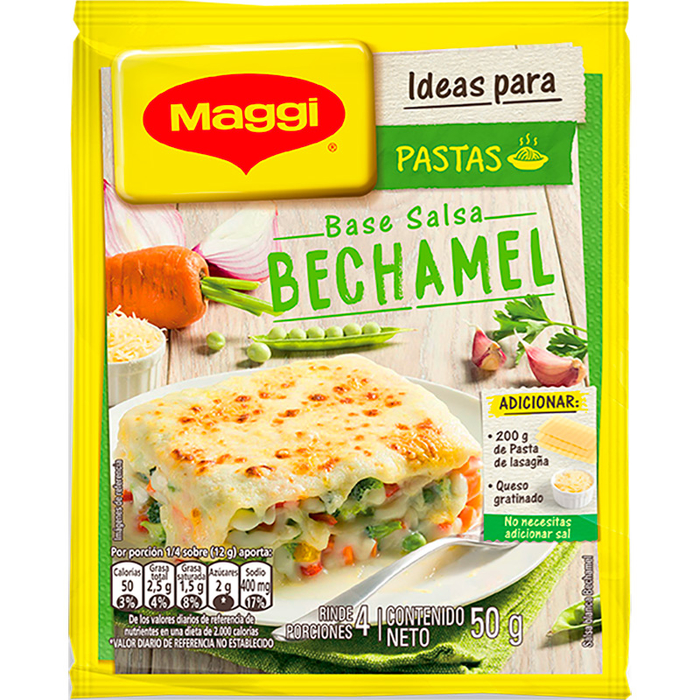 Maggi
®
Ideas para
PASTAS
Base Salsa
BECHAMEL
ADICIONAR:
• 200 g
de Pasta
de lasagña
• Queso
gratinado
No necesitas
adicionar sal
Imágenes de referencia
Por porción 1/4 sobre (12 g) aporta:
Calorías
50
3%
Grasa
total
2,5 g
4%
Grasa
saturada
1,5 g
8%
Azúcares
2 g
Sodio
400 mg
17%
De los valores diarios de referencia de
nutrientes en una dieta de 2.000 calorías
*VALOR DIARIO DE REFERENCIA NO ESTABLECIDO
RINDE
PORCIONES 4
CONTENIDO
NETO 50 g
Salsa blanca Bechamel